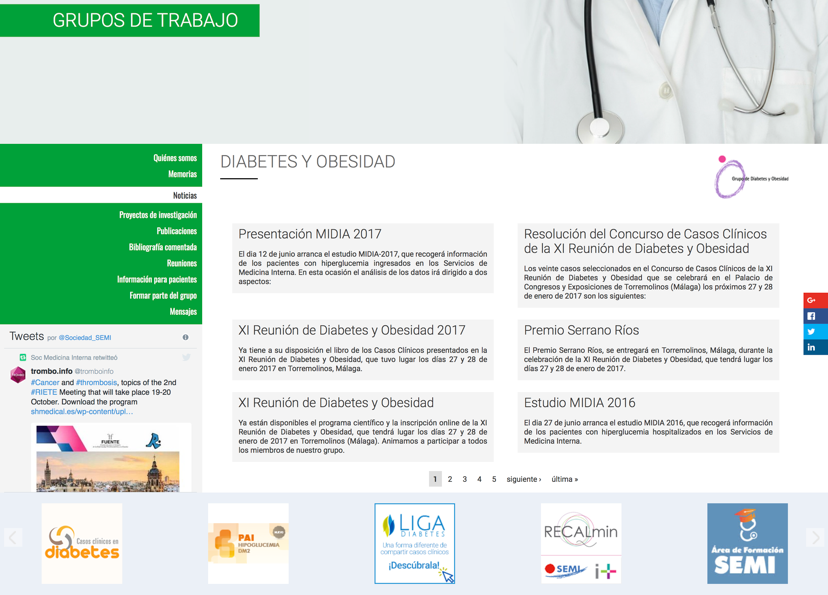 GRUPOS DE TRABAJO
Quiénes somos
Memorias
Noticias
Proyectos de investigación
Publicaciones
Bibliografía comentada
Reuniones
Información para pacientes
Formar parte del grupo
Mensajes
Tweets por @Sociedad_SEMI
Soc Medicina Interna retwitteó
trombo.info @tromboinfo
#Cancer and #thrombosis, topics of the 2nd
#RIETE Meeting that will take place 19-20
October. Download the program
shmedical.es/wp-content/upl…
FUENTE
DIABETES Y OBESIDAD
Grupo de Diabetes y Obesidad
Presentación MIDIA 2017
El dia 12 de junio arranca el estudio MIDIA-2017, que recogerá información
de los pacientes con hiperglucemia ingresados en los Servicios de
Medicina Interna. En esta ocasión el análisis de los datos irá dirigido a dos
aspectos:
Resolución del Concurso de Casos Clínicos
de la XI Reunión de Diabetes y Obesidad
Los veinte casos seleccionados en el Concurso de Casos Clínicos de la XI
Reunión de Diabetes y Obesidad que se celebrará en el Palacio de
Congresos y Exposiciones de Torremolinos (Málaga) los próximos 27 y 28
de enero de 2017 son los siguientes:
XI Reunión de Diabetes y Obesidad 2017
Ya tiene a su disposición el libro de los Casos Clínicos presentados en la
XI Reunión de Diabetes y Obesidad, que tuvo lugar los días 27 y 28 de
enero 2017 en Torremolinos, Málaga.
Premio Serrano Ríos
El Premio Serrano Ríos, se entregará en Torremolinos, Málaga, durante la
celebración de la XI Reunión de Diabetes y Obesidad, que tendrá lugar los
días 27 y 28 de enero de 2017.
XI Reunión de Diabetes y Obesidad
Ya están disponibles el programa científico y la inscripción online de la XI
Reunión de Diabetes y Obesidad, que tendrá lugar los días 27 y 28 de
enero de 2017 en Torremolinos (Málaga). Animamos a participar a todos
los miembros de nuestro grupo.
Estudio MIDIA 2016
El día 27 de junio arranca el estudio MIDIA 2016, que recogerá información
de los pacientes con hiperglucemia hospitalizados en los Servicios de
Medicina Interna.
1 2 3 4 5 siguiente › última »
Casos clínicos en
diabetes
PAI
HIPOGLUCEMIA
DM2
LIGA
DIABETES
Una forma diferente de
compartir casos clínicos
¡Descúbrala!
RECALmin
SEMI i+
Área de Formación
SEMI